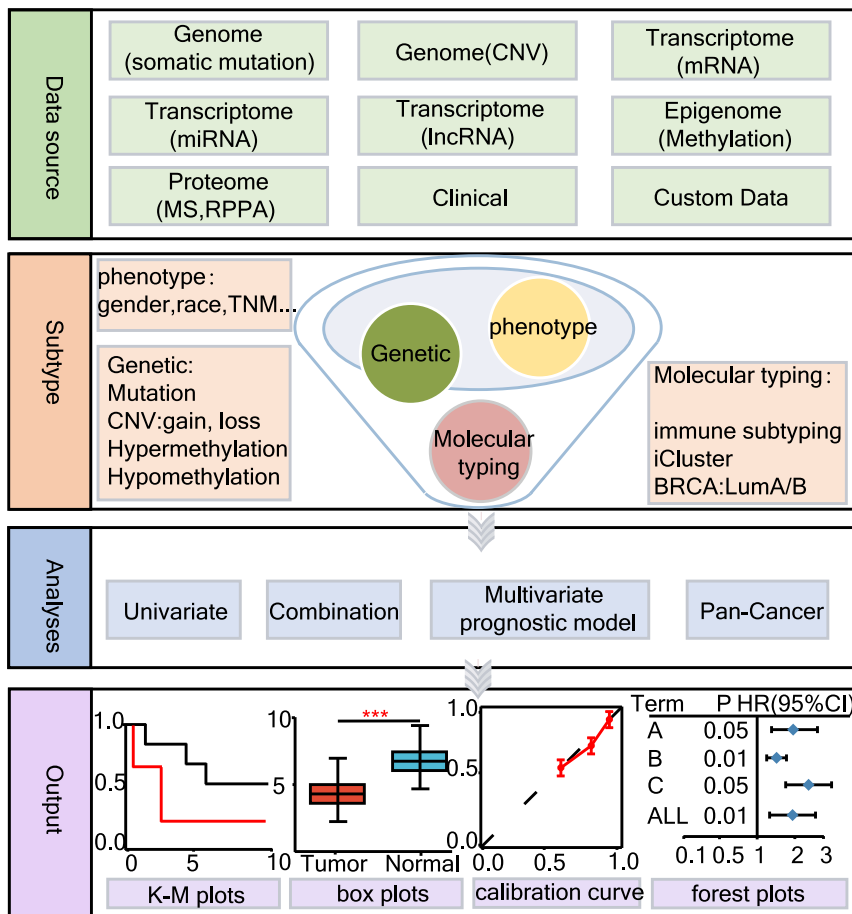 Data source
Genome
(somatic mutation)
Genome(CNV)
Transcriptome
(mRNA)
Transcriptome
(miRNA)
Transcriptome
(lncRNA)
Epigenome
(Methylation)
Proteome
(MS,RPPA)
Clinical
Custom Data
Subtype
phenotype:
gender,race,TNM...
Genetic:
Mutation
CNV:gain, loss
Hypermethylation
Hypomethylation
Genetic
phenotype
Molecular
typing
Molecular typing:
immune subtyping
iCluster
BRCA:LumA/B
Analyses
Univariate
Combination
Multivariate
prognostic model
Pan-Cancer
Output
1.0
0.5
0.0
0
5
10
K-M plots
10
5
10
***
Tumor
Normal
box plots
1.0
0.5
0.0
0.0
0.5
1.0
calibration curve
Term P HR(95%CI)
A 0.05
B 0.01
C 0.05
ALL 0.01
0.1 0.5 1 2 3
forest plots